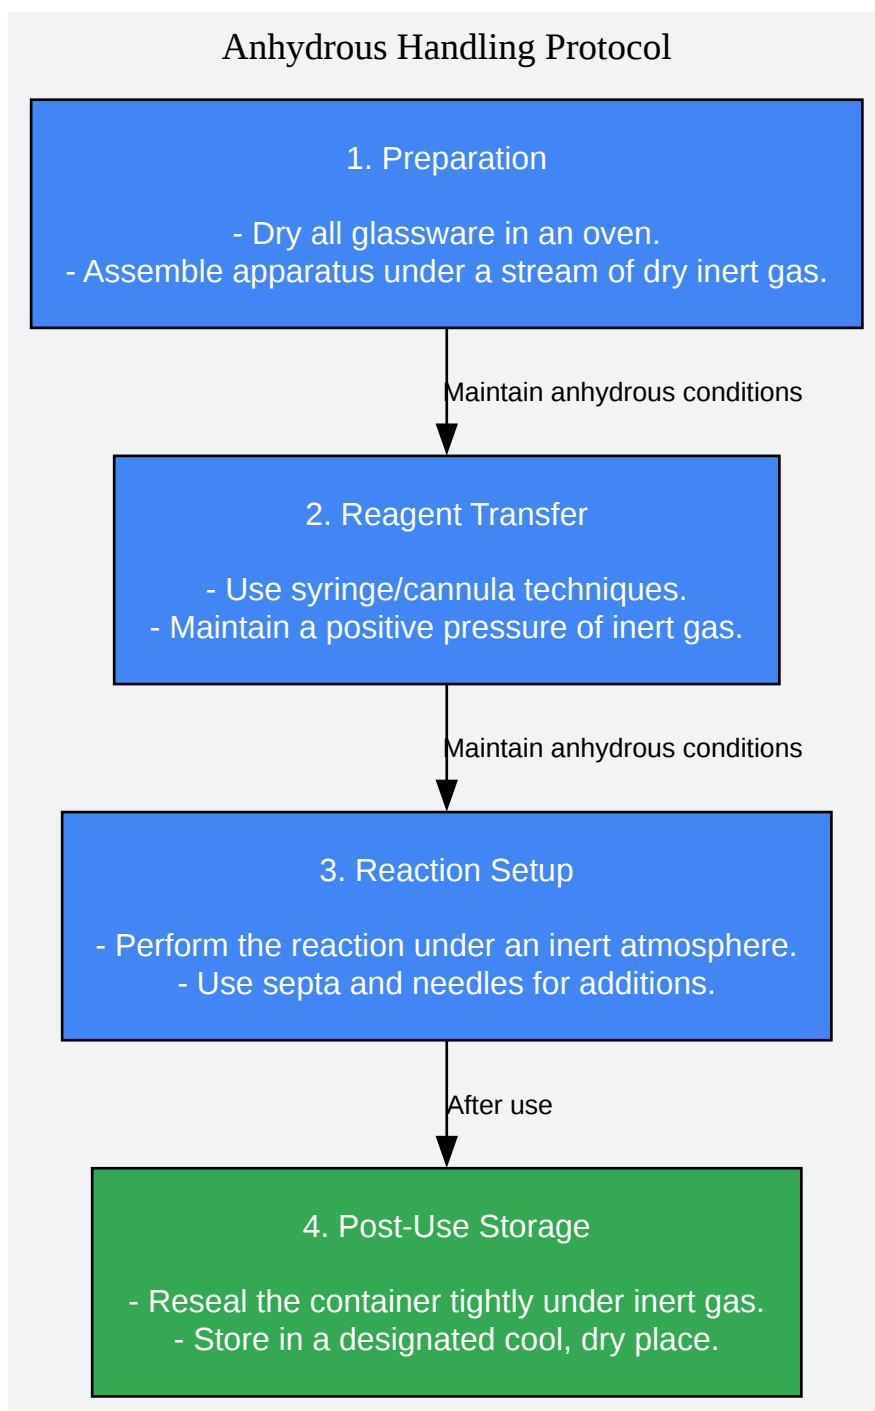 Anhydrous Handling Protocol
1. Preparation
- Dry all glassware in an oven.
- Assemble apparatus under a stream of dry inert gas.
Maintain anhydrous conditions
2. Reagent Transfer
- Use syringe/cannula techniques.
- Maintain a positive pressure of inert gas.
Maintain anhydrous conditions
3. Reaction Setup
- Perform the reaction under an inert atmosphere.
- Use septa and needles for additions.
After use
4. Post-Use Storage
- Reseal the container tightly under inert gas.
- Store in a designated cool, dry place.